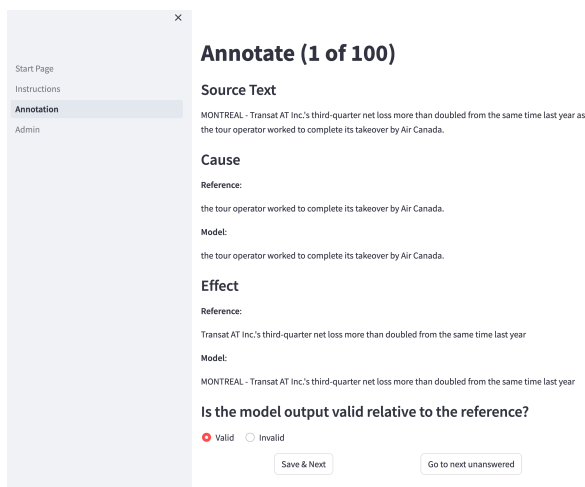 ×
Start Page
Instructions
Annotation
Admin
Annotate (1 of 100)
Source Text
MONTREAL - Transat AT Inc.'s third-quarter net loss more than doubled from the same time last year as
the tour operator worked to complete its takeover by Air Canada.
Cause
Reference:
the tour operator worked to complete its takeover by Air Canada.
Model:
the tour operator worked to complete its takeover by Air Canada.
Effect
Reference:
Transat AT Inc.'s third-quarter net loss more than doubled from the same time last year
Model:
MONTREAL - Transat AT Inc.'s third-quarter net loss more than doubled from the same time last year
Is the model output valid relative to the reference?
Valid Invalid
Save & Next Go to next unanswered